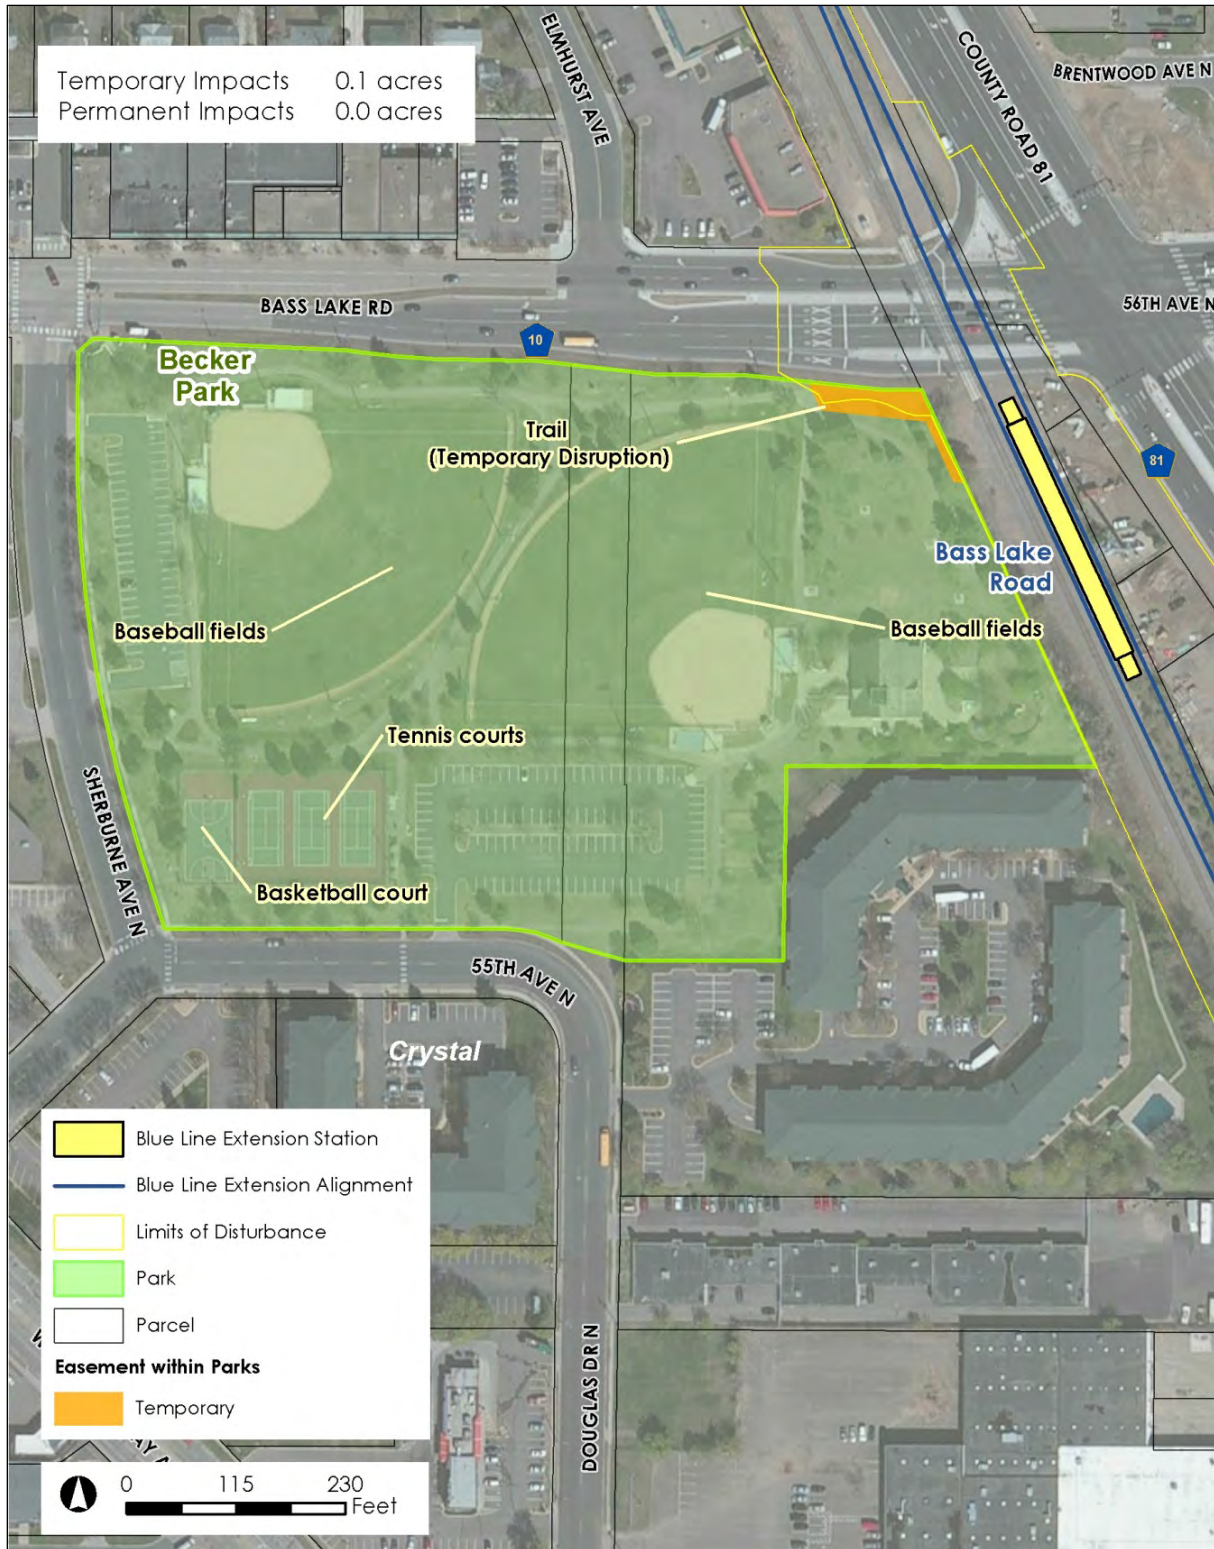 Temporary Impacts 0.1 acres
Permanent Impacts 0.0 acres
ELMHURST AVE
COUNTY ROAD 81
BRENTWOOD AVE N
BASS LAKE RD
56TH AVE N
10
Becker
Park
Trail
(Temporary Disruption)
81
Bass Lake
Road
Baseball fields
Baseball fields
Tennis courts
SHERBURNE AVE N
Basketball court
55TH AVE N
Crystal
DOUGLAS DR N
Blue Line Extension Station
Blue Line Extension Alignment
Limits of Disturbance
Park
Parcel
Easement within Parks
Temporary
0 115 230
Feet